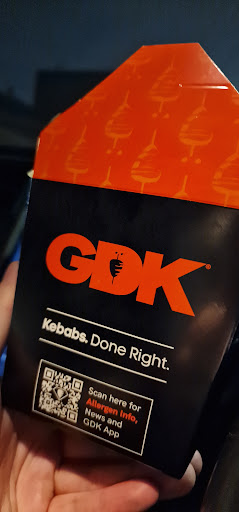 GDK®
Kebabs. Done Right.
Scan here for
Allergen Info,
News and
GDK App